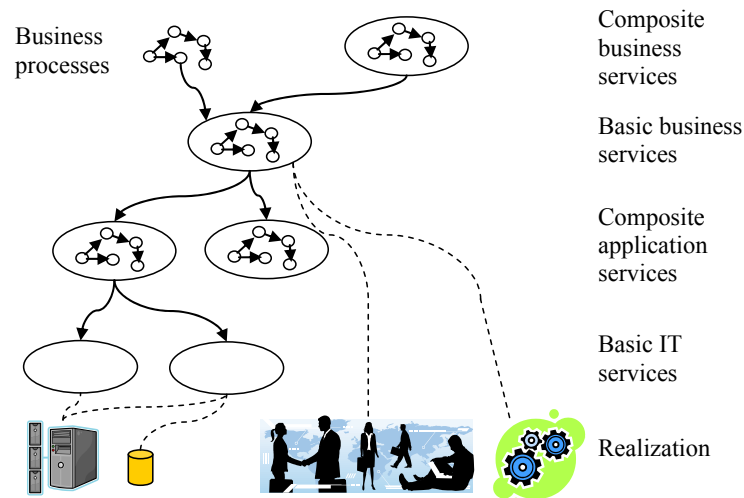 Business
processes
Composite
business
services
Basic business
services
Composite
application
services
Basic IT
services
Realization